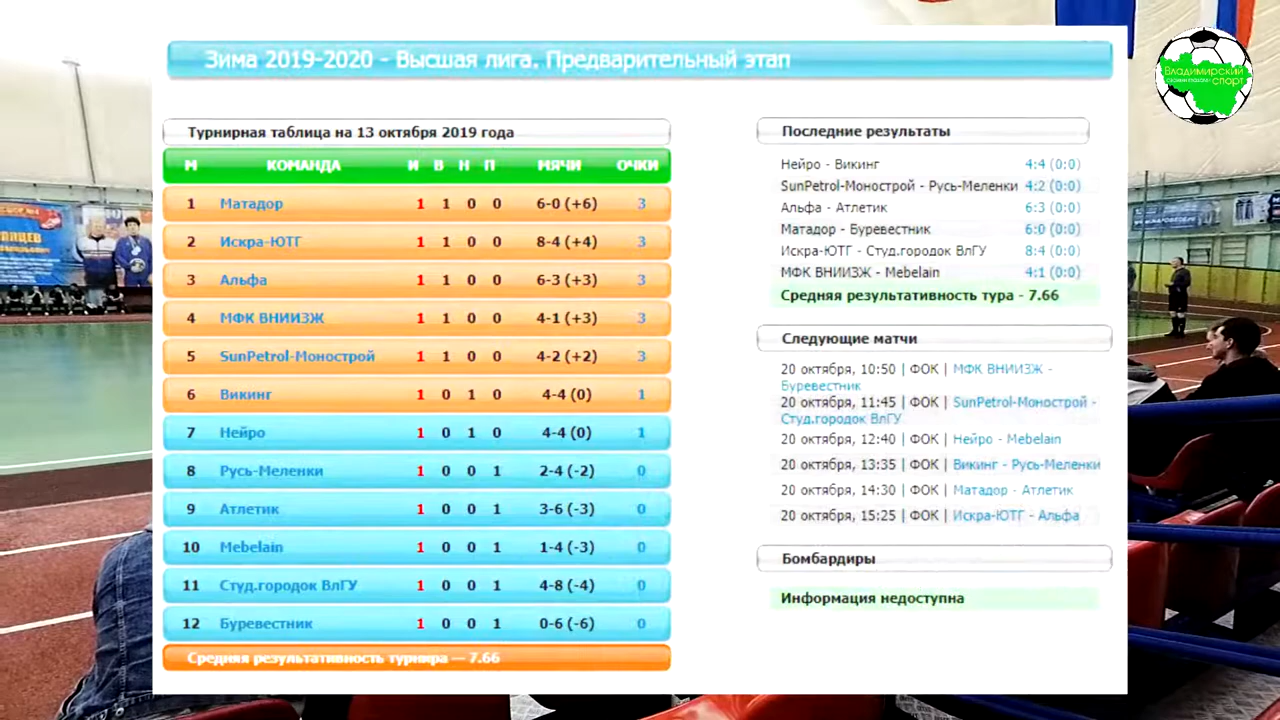 Зима 2019-2020 - Высшая лига. Предварительный этап
Турнирная таблица на 13 октября 2019 года
М КОМАНДА И В Н П МЯЧИ ОЧКИ
1 Матадор 1 1 0 0 6-0 (+6) 3
2 Искра-ЮТГ 1 1 0 0 8-4 (+4) 3
3 Альфа 1 1 0 0 6-3 (+3) 3
4 МФК ВНИИЗЖ 1 1 0 0 4-1 (+3) 3
5 SunPetrol-Монострой 1 1 0 0 4-2 (+2) 3
6 Викинг 1 0 1 0 4-4 (0) 1
7 Нейро 1 0 1 0 4-4 (0) 1
8 Русь-Меленки 1 0 0 1 2-4 (-2) 0
9 Атлетик 1 0 0 1 3-6 (-3) 0
10 Mebelain 1 0 0 1 1-4 (-3) 0
11 Студ.городок ВлГУ 1 0 0 1 4-8 (-4) 0
12 Буревестник 1 0 0 1 0-6 (-6) 0
Средняя результативность турнира — 7.66
Последние результаты
Нейро - Викинг 4:4 (0:0)
SunPetrol-Монострой - Русь-Меленки 4:2 (0:0)
Альфа - Атлетик 6:3 (0:0)
Матадор - Буревестник 6:0 (0:0)
Искра-ЮТГ - Студ.городок ВлГУ 8:4 (0:0)
МФК ВНИИЗЖ - Mebelain 4:1 (0:0)
Средняя результативность тура - 7.66
Следующие матчи
20 октября, 10:50 | ФОК | МФК ВНИИЗЖ -
Буревестник
20 октября, 11:45 | ФОК | SunPetrol-Монострой -
Студ.городок ВлГУ
20 октября, 12:40 | ФОК | Нейро - Mebelain
20 октября, 13:35 | ФОК | Викинг - Русь-Меленки
20 октября, 14:30 | ФОК | Матадор - Атлетик
20 октября, 15:25 | ФОК | Искра-ЮТГ - Альфа
Бомбардиры
Информация недоступна
Владимирский
спорт